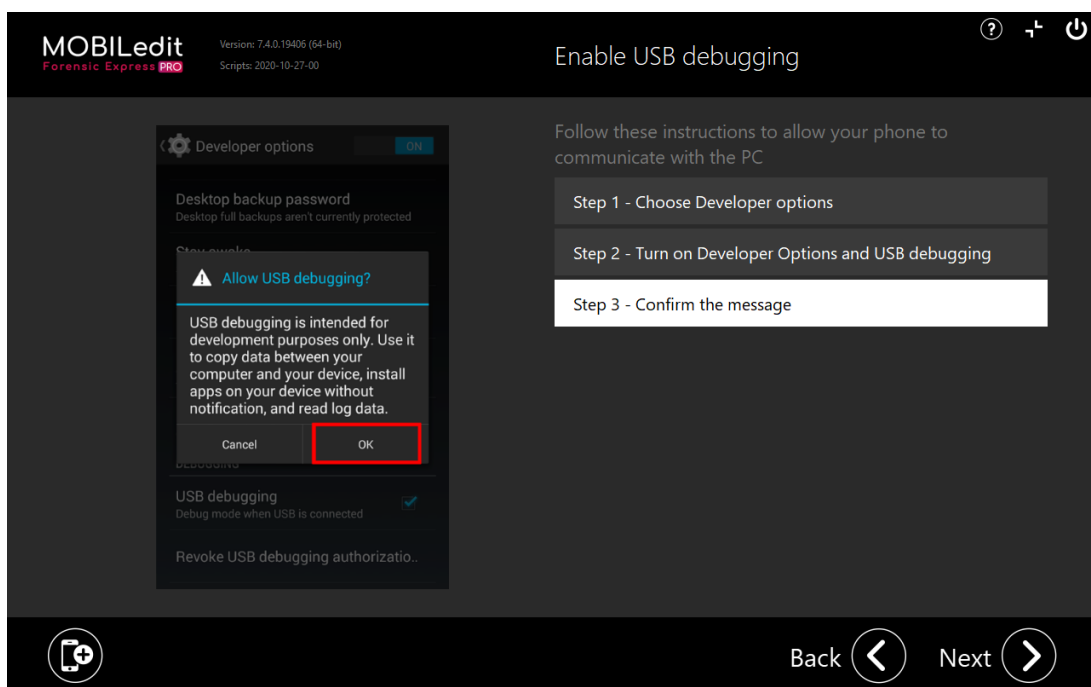 MOBILedit
Forensic Express PRO
Version: 7.4.0.19406 (64-bit)
Scripts: 2020-10-27-00
Enable USB debugging
?
Follow these instructions to allow your phone to
communicate with the PC
Step 1 - Choose Developer options
Step 2 - Turn on Developer Options and USB debugging
Step 3 - Confirm the message
Developer options
ON
Desktop backup password
Desktop full backups aren't currently protected
Stay awake
Allow USB debugging?
USB debugging is intended for
development purposes only. Use it
to copy data between your
computer and your device, install
apps on your device without
notification, and read log data.
Cancel
OK
DEBUGGING
USB debugging
Debug mode when USB is connected
Revoke USB debugging authorizatio..
Back
Next